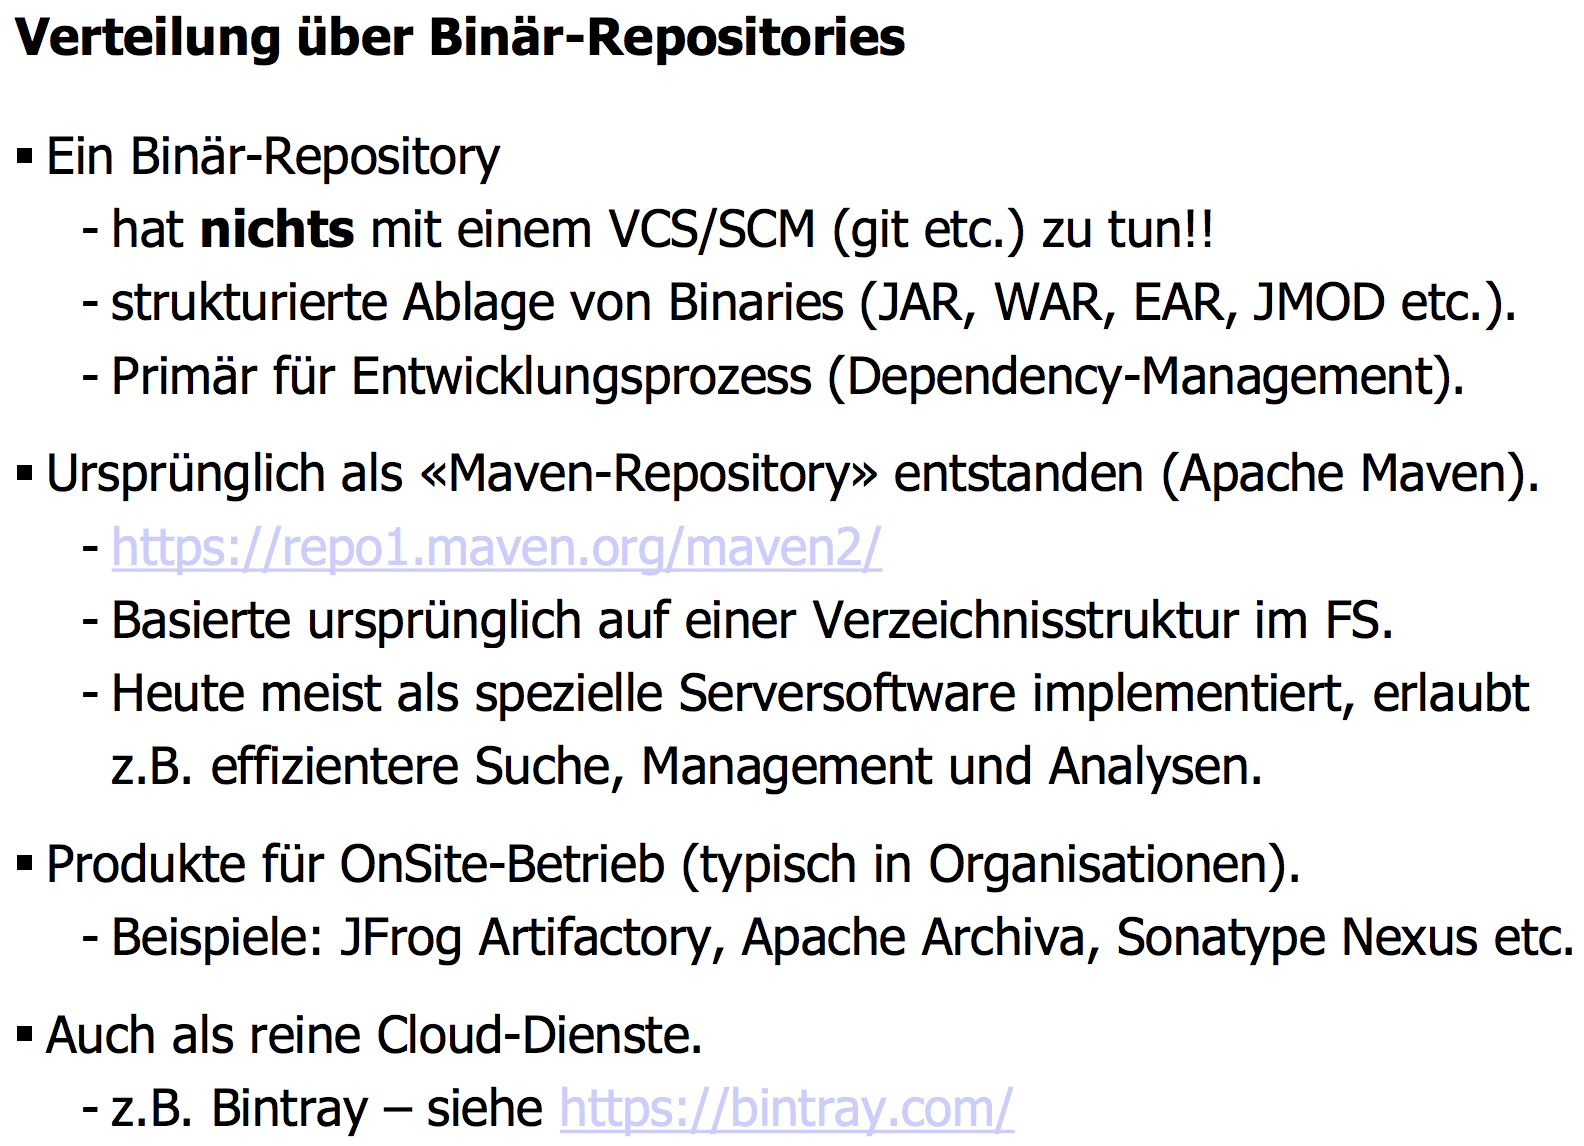 Verteilung über Binär-Repositories
▪ Ein Binär-Repository
- hat nichts mit einem VCS/SCM (git etc.) zu tun!!
- strukturierte Ablage von Binaries (JAR, WAR, EAR, JMOD etc.).
- Primär für Entwicklungsprozess (Dependency-Management).
▪ Ursprünglich als «Maven-Repository» entstanden (Apache Maven).
- https://repo1.maven.org/maven2/
- Basierte ursprünglich auf einer Verzeichnisstruktur im FS.
- Heute meist als spezielle Serversoftware implementiert, erlaubt
z.B. effizientere Suche, Management und Analysen.
▪ Produkte für OnSite-Betrieb (typisch in Organisationen).
- Beispiele: JFrog Artifactory, Apache Archiva, Sonatype Nexus etc.
▪ Auch als reine Cloud-Dienste.
- z.B. Bintray – siehe https://bintray.com/